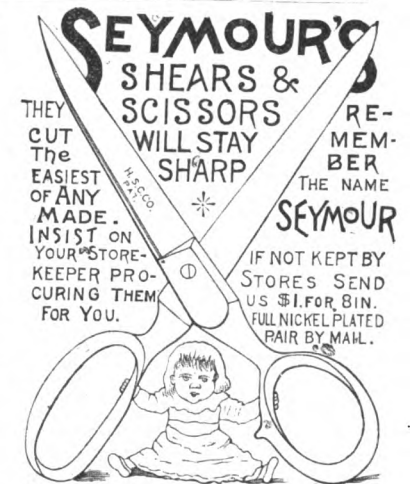 SEYMOUR'S
SHEARS &
SCISSORS
WILL STAY
SHARP
THEY
CUT
The
EASIEST
OF ANY
MADE.
INSIST ON
YOUR STORE-
KEEPER PRO-
CURING THEM
FOR YOU.
H.S.CO.
PAT.
RE-
MEM-
BER
THE NAME
SEYMOUR
IF NOT KEPT BY
STORES SEND
US $1. FOR 8IN.
FULL NICKEL PLATED
PAIR BY MAIL.